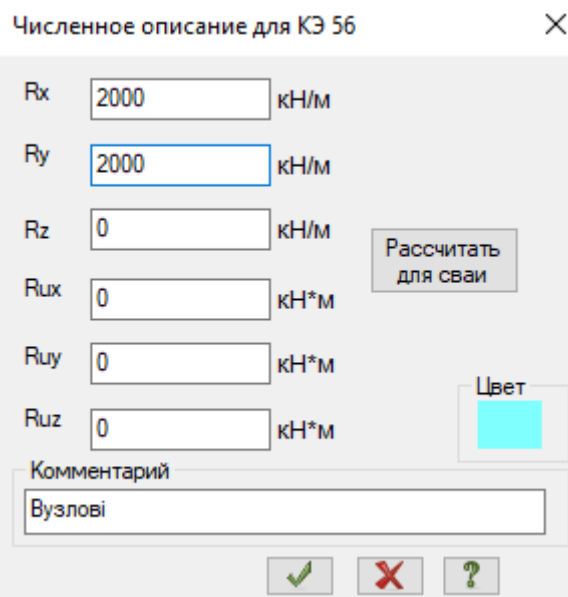 Численное описание для КЭ 56
Rx 2000 кН/м
Ry 2000 кН/м
Rz 0 кН/м
Рассчитать
для сваи
Rux 0 кН*м
Ruy 0 кН*м
Ruz 0 кН*м
Цвет
Комментарий
Вузлові
?